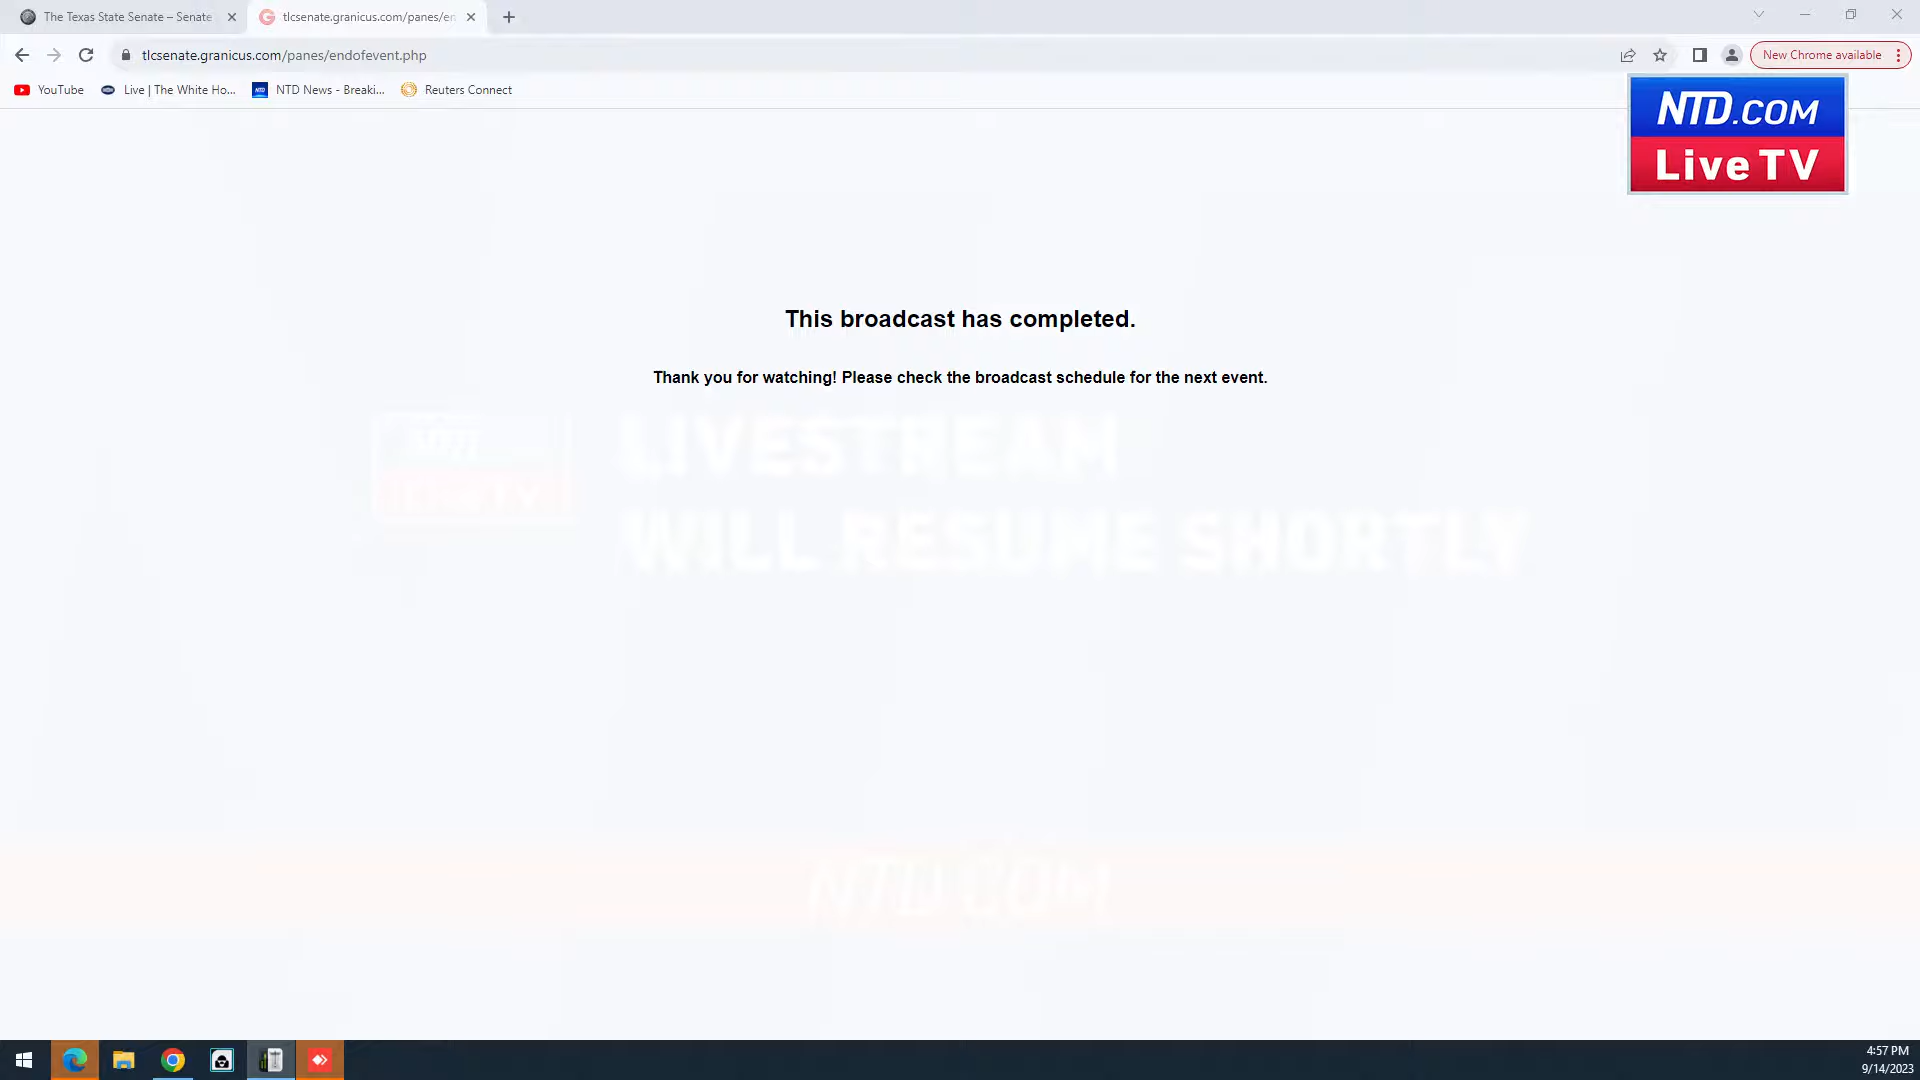 The Texas State Senate – Senate
tlcsenate.granicus.com/panes/en
tlcsenate.granicus.com/panes/endofevent.php
New Chrome available
YouTube
Live | The White Ho...
NTD News - Breaki...
Reuters Connect
NTD.COM
Live TV
This broadcast has completed.
Thank you for watching! Please check the broadcast schedule for the next event.
LIVESTREAM
WILL RESUME SHORTLY
NTD.COM
4:57 PM
9/14/2023